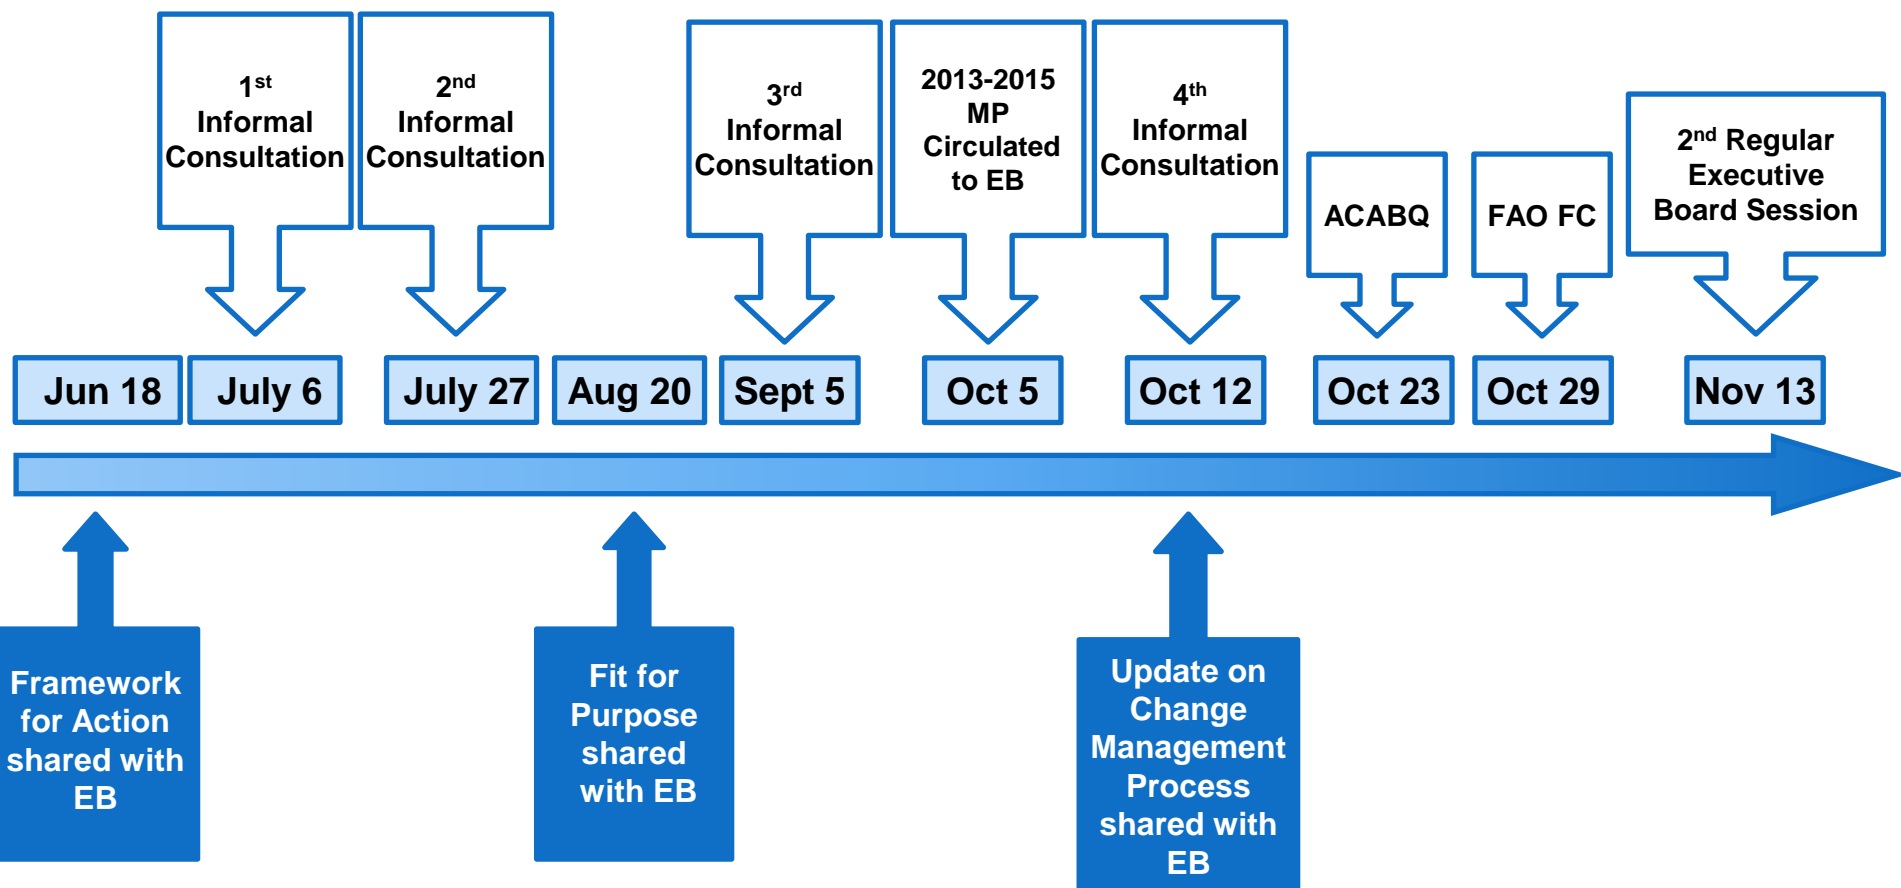 1st
Informal
Consultation
2nd
Informal
Consultation
3rd
Informal
Consultation
2013-2015
MP
Circulated
to EB
4th
Informal
Consultation
ACABQ
FAO FC
2nd Regular
Executive
Board Session
Jun 18
July 6
July 27
Aug 20
Sept 5
Oct 5
Oct 12
Oct 23
Oct 29
Nov 13
Framework
for Action
shared with
EB
Fit for
Purpose
shared
with EB
Update on
Change
Management
Process
shared with
EB